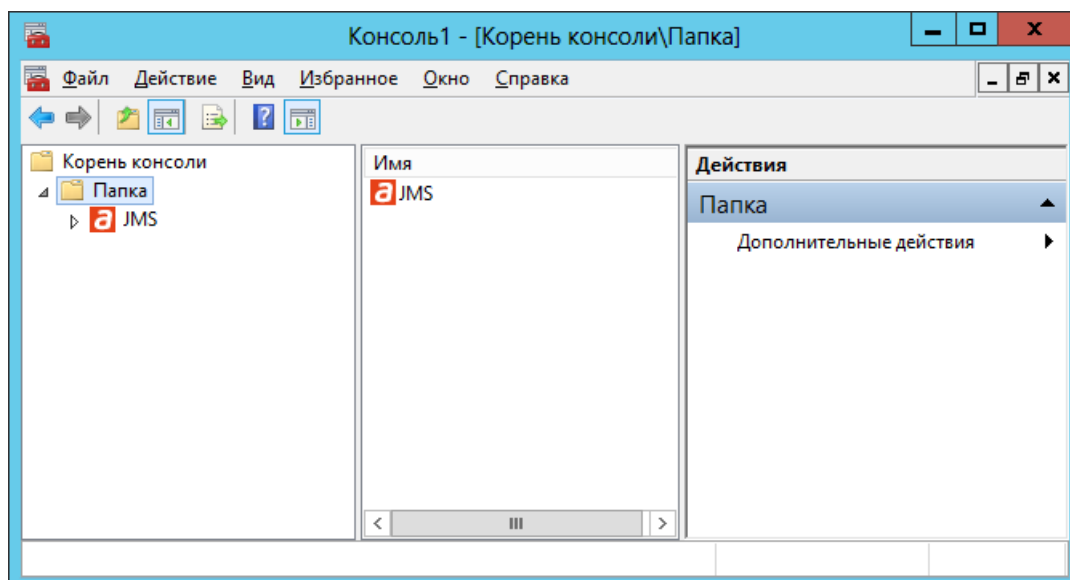 Консоль1 - [Корень консоли\Папка]
Файл Действие Вид Избранное Окно Справка
Корень консоли
Папка
JMS
Имя
JMS
Действия
Папка
Дополнительные действия